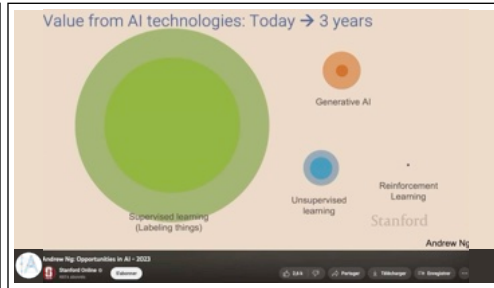 Value from AI technologies: Today → 3 years
Generative AI
Supervised learning
(Labeling things)
Unsupervised
learning
Reinforcement
Learning
Stanford
Andrew Ng
Andrew Ng: Opportunities in AI - 2023
Stanford Online
S'abonner
Partager
Télécharger
Enregistrer